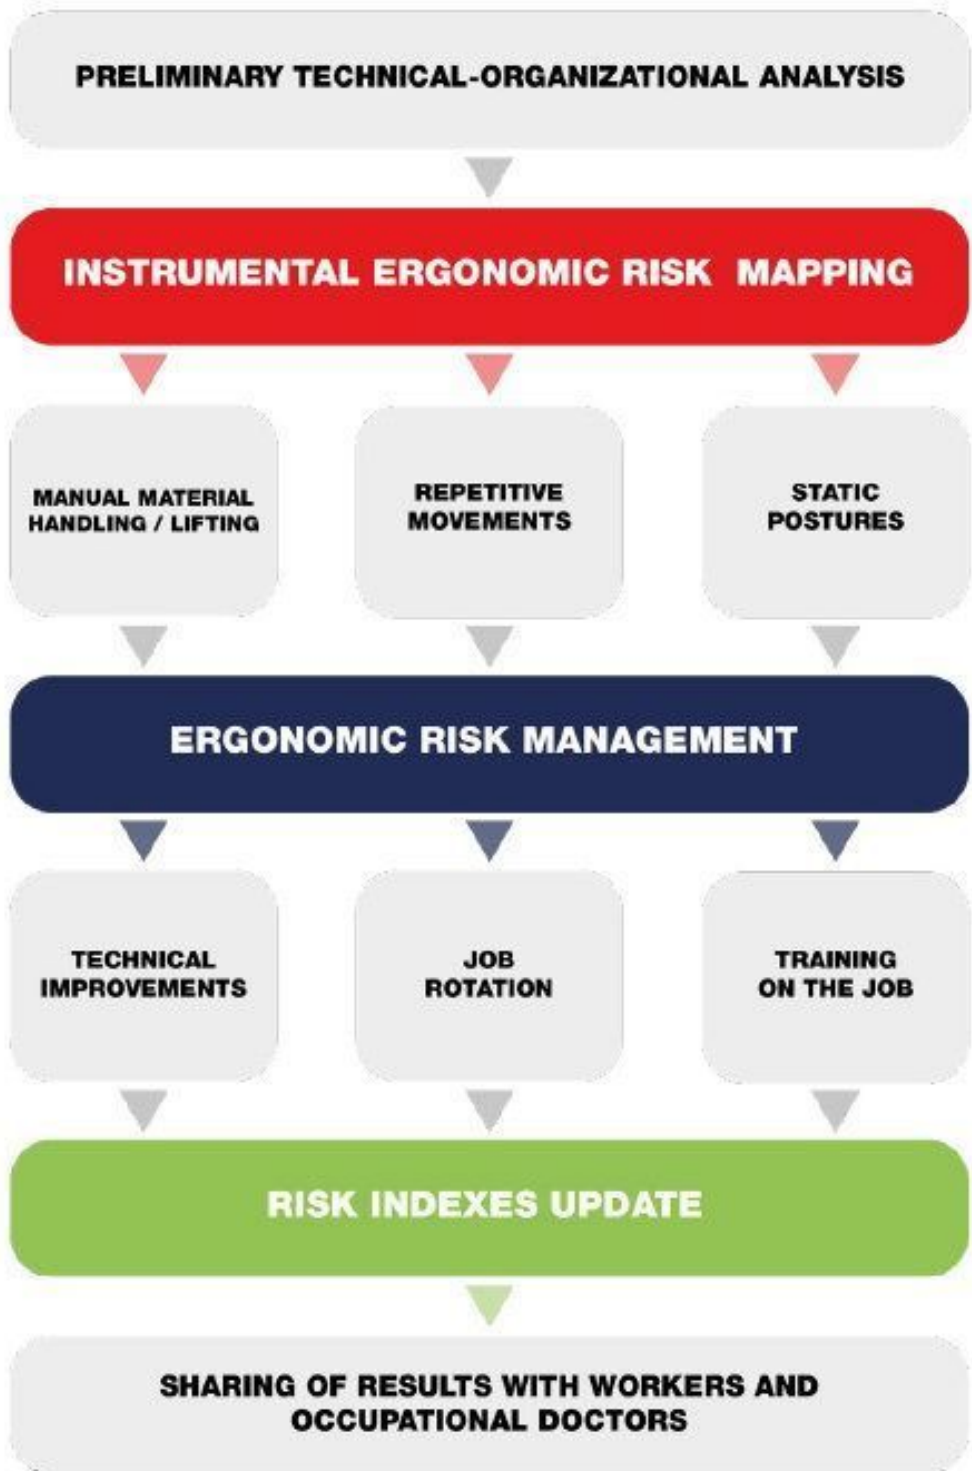 PRELIMINARY TECHNICAL-ORGANIZATIONAL ANALYSIS
INSTRUMENTAL ERGONOMIC RISK MAPPING
MANUAL MATERIAL
HANDLING / LIFTING
REPETITIVE
MOVEMENTS
STATIC
POSTURES
ERGONOMIC RISK MANAGEMENT
TECHNICAL
IMPROVEMENTS
JOB
ROTATION
TRAINING
ON THE JOB
RISK INDEXES UPDATE
SHARING OF RESULTS WITH WORKERS AND
OCCUPATIONAL DOCTORS